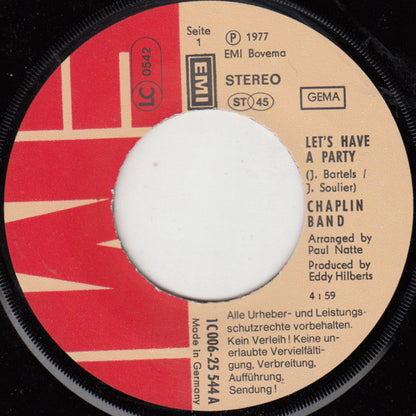 Seite
1
℗ 1977
EMI Bovema
LC 0542
EMI
STEREO
ST 45
GEMA
LET'S HAVE
A PARTY
(J. Bartels /
J. Soulier)
CHAPLIN
BAND
Arranged by
Paul Natte
Produced by
Eddy Hilberts
4:59
1C006-25 544 A
Made in Germany
Alle Urheber- und Leistungs-
schutzrechte vorbehalten.
Kein Verleih! Keine un-
erlaubte Vervielfälti-
gung, Verbreitung,
Aufführung,
Sendung!